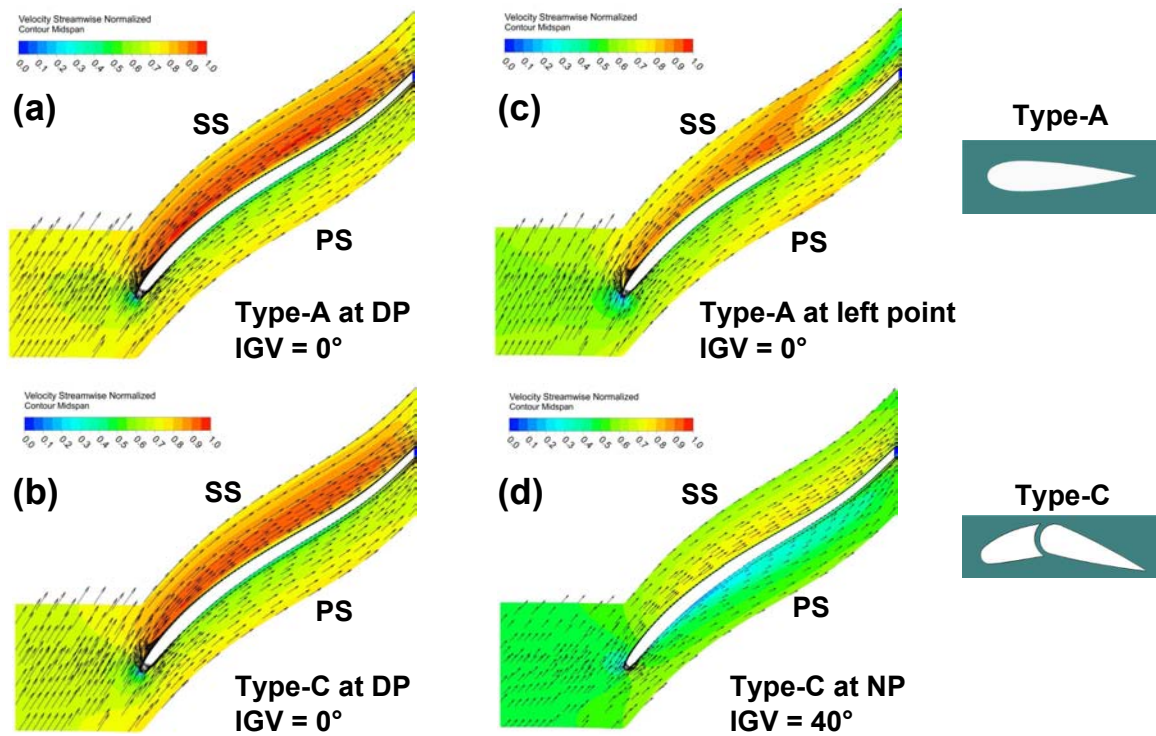 Velocity Streamwise Normalized
Contour Midspan
0.0 0.1 0.2 0.3 0.4 0.5 0.6 0.7 0.8 0.9 1.0
(a)
SS
PS
Type-A at DP
IGV = 0°
Velocity Streamwise Normalized
Contour Midspan
0.0 0.1 0.2 0.3 0.4 0.5 0.6 0.7 0.8 0.9 1.0
(c)
SS
PS
Type-A at left point
IGV = 0°
Type-A
Velocity Streamwise Normalized
Contour Midspan
0.0 0.1 0.2 0.3 0.4 0.5 0.6 0.7 0.8 0.9 1.0
(b)
SS
PS
Type-C at DP
IGV = 0°
Velocity Streamwise Normalized
Contour Midspan
0.0 0.1 0.2 0.3 0.4 0.5 0.6 0.7 0.8 0.9 1.0
(d)
SS
PS
Type-C at NP
IGV = 40°
Type-C